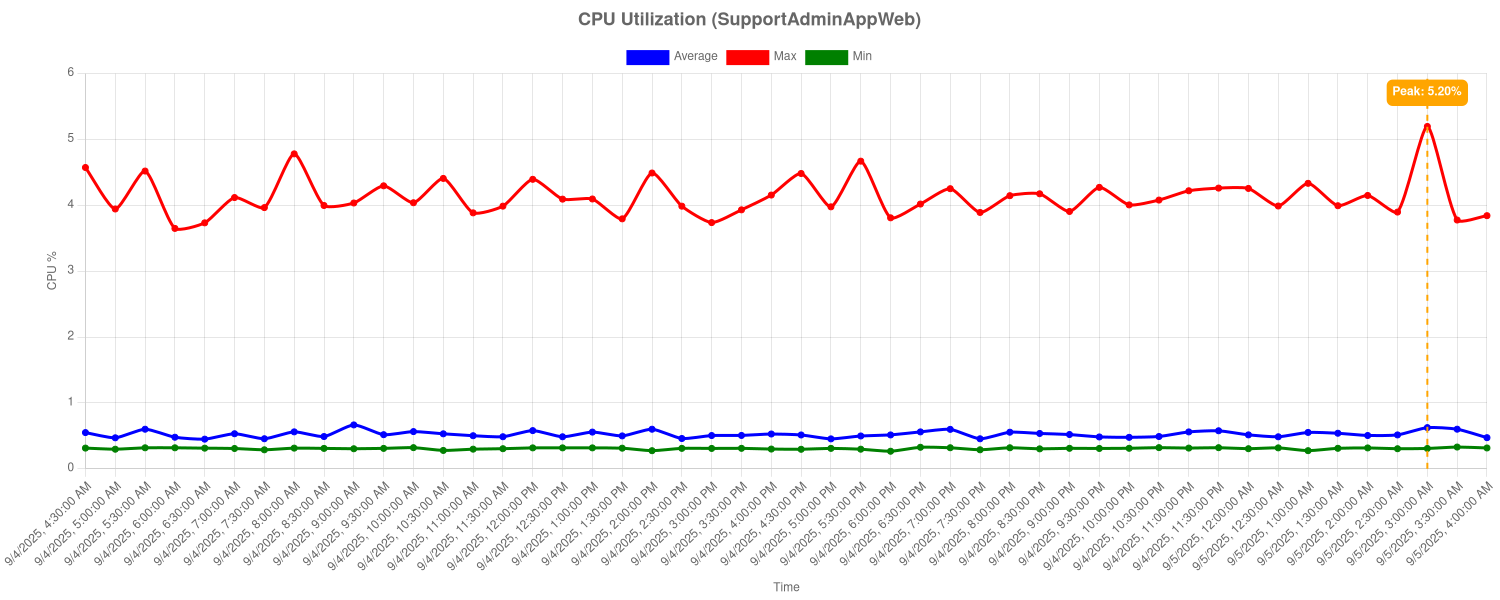 CPU Utilization (SupportAdminAppWeb)
Average
Max
Min
Peak: 5.20%
6
5
4
3
2
1
0
CPU %
9/4/2025, 4:30:00 AM
9/4/2025, 5:00:00 AM
9/4/2025, 5:30:00 AM
9/4/2025, 6:00:00 AM
9/4/2025, 6:30:00 AM
9/4/2025, 7:00:00 AM
9/4/2025, 7:30:00 AM
9/4/2025, 8:00:00 AM
9/4/2025, 8:30:00 AM
9/4/2025, 9:00:00 AM
9/4/2025, 9:30:00 AM
9/4/2025, 10:00:00 AM
9/4/2025, 10:30:00 AM
9/4/2025, 11:00:00 AM
9/4/2025, 11:30:00 AM
9/4/2025, 12:00:00 PM
9/4/2025, 12:30:00 PM
9/4/2025, 1:00:00 PM
9/4/2025, 1:30:00 PM
9/4/2025, 2:00:00 PM
9/4/2025, 2:30:00 PM
9/4/2025, 3:00:00 PM
9/4/2025, 3:30:00 PM
9/4/2025, 4:00:00 PM
9/4/2025, 4:30:00 PM
9/4/2025, 5:00:00 PM
9/4/2025, 5:30:00 PM
9/4/2025, 6:00:00 PM
9/4/2025, 6:30:00 PM
9/4/2025, 7:00:00 PM
9/4/2025, 7:30:00 PM
9/4/2025, 8:00:00 PM
9/4/2025, 8:30:00 PM
9/4/2025, 9:00:00 PM
9/4/2025, 9:30:00 PM
9/4/2025, 10:00:00 PM
9/4/2025, 10:30:00 PM
9/4/2025, 11:00:00 PM
9/4/2025, 11:30:00 PM
9/5/2025, 12:00:00 AM
9/5/2025, 12:30:00 AM
9/5/2025, 1:00:00 AM
9/5/2025, 1:30:00 AM
9/5/2025, 2:00:00 AM
9/5/2025, 2:30:00 AM
9/5/2025, 3:00:00 AM
9/5/2025, 3:30:00 AM
9/5/2025, 4:00:00 AM
Time